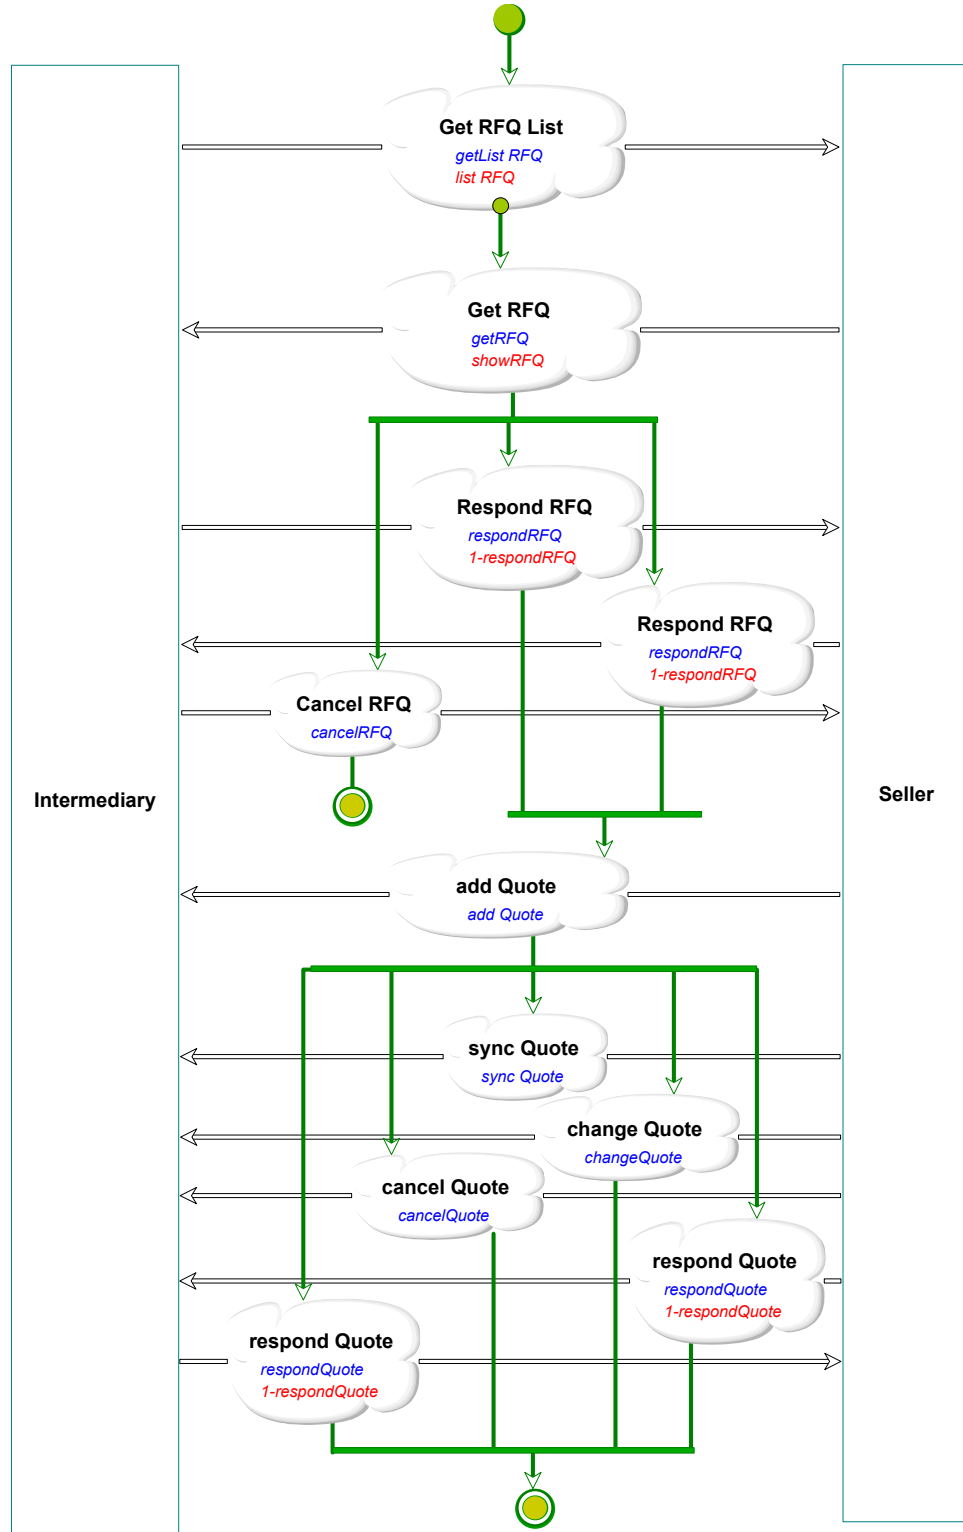 Get RFQ List
getList RFQ
list RFQ
Get RFQ
getRFQ
showRFQ
Respond RFQ
respondRFQ
1-respondRFQ
Respond RFQ
respondRFQ
1-respondRFQ
Cancel RFQ
cancelRFQ
Intermediary
Seller
add Quote
add Quote
sync Quote
sync Quote
change Quote
changeQuote
cancel Quote
cancelQuote
respond Quote
respondQuote
1-respondQuote
respond Quote
respondQuote
1-respondQuote